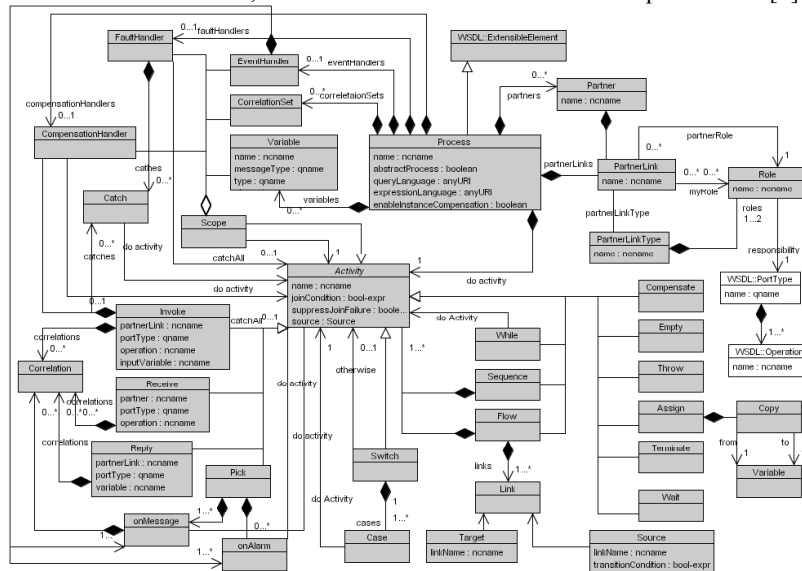 0...1 faultHandlers
FaultHandler
WSDL::ExtensibleElement
0...1
EventHandler
eventHandlers
Partner
name : ncname
0...*
partners
compensationHandlers
0...1
CorrelationSet
0...*
correletaionSets
CompensationHandler
Variable
name : ncname
messageType : qname
type : qname
Process
name : ncname
abstractProcess : boolean
queryLanguage : anyURI
expressionLanguage : anyURI
enableInstanceCompensation : boolean
partnerRole
0...*
1
partnerLinks
PartnerLink
name : ncname
0...* 0...*
myRole
Role
name : ncname
cathes
0...*
Catch
0...*
variables
Scope
partnerLinkType
roles
1...2
PartnerLinkType
responsibility
0...*
catches
do activity
catchAll
0...1
1
1
do activity
1
WSDL::PortType
name : qname
Activity
name : ncname
joinCondition : bool-expr
suppressJoinFailure : boole...
source : Source
do activity
do activity
0...1
Invoke
partnerLink : ncname
portType : qname
operation : ncname
inputVariable : ncname
catchAll
0...1
Compensate
1...*
WSDL::Operation
name : ncname
correlations
0...*
do Activity
While
Empty
1
0...1
1...*
Correlation
otherwise
Sequence
Throw
Receive
partner : ncname
portType : qname
operation : ncname
correlations
0...*
0...*0...*
do activity
Flow
Assign
Copy
from
to
1
1
correlations
Reply
partnerLink : ncname
portType : qname
variable : ncname
do activity
Switch
links
1...*
Terminate
Variable
Pick
do Activity
Link
Wait
1...*
onMessage
0...*
1
cases
1...*
1...*
onAlarm
1...*
1
Case
Target
linkName : ncname
Source
linkName : ncname
transitionCondition : bool-expr